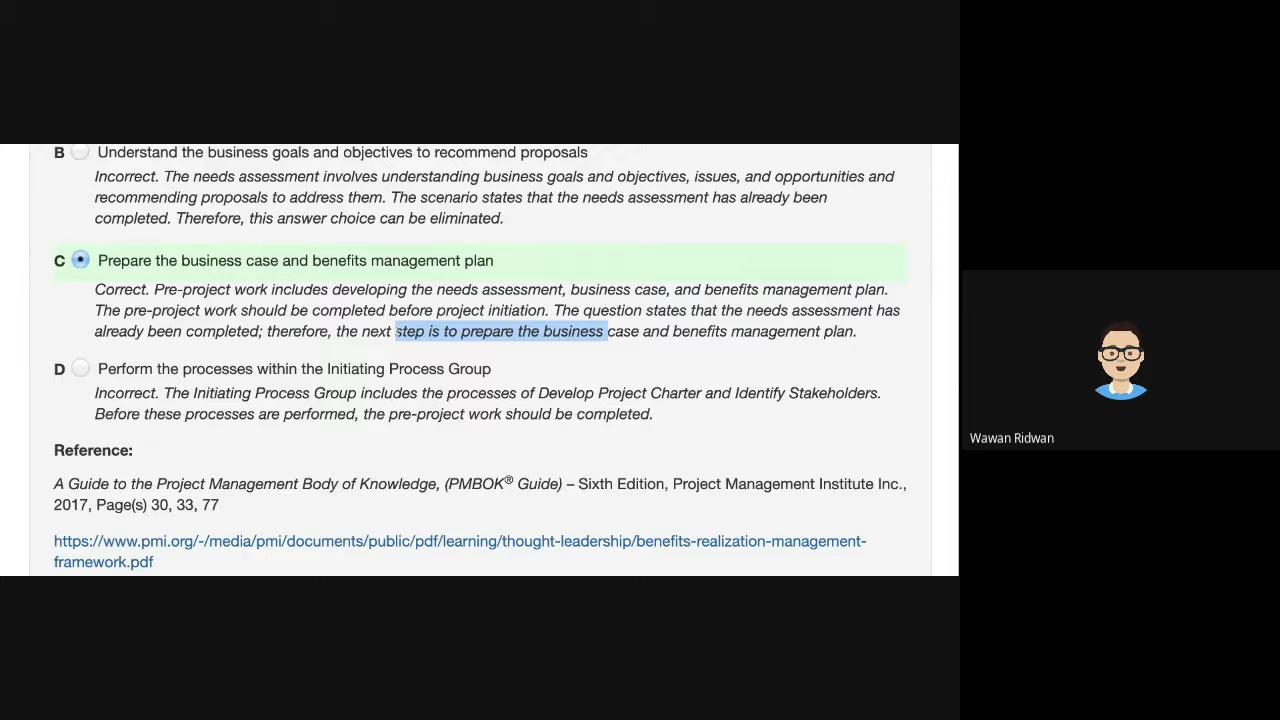 B Understand the business goals and objectives to recommend proposals
Incorrect. The needs assessment involves understanding business goals and objectives, issues, and opportunities and
recommending proposals to address them. The scenario states that the needs assessment has already been
completed. Therefore, this answer choice can be eliminated.
C Prepare the business case and benefits management plan
Correct. Pre-project work includes developing the needs assessment, business case, and benefits management plan.
The pre-project work should be completed before project initiation. The question states that the needs assessment has
already been completed; therefore, the next step is to prepare the business case and benefits management plan.
D Perform the processes within the Initiating Process Group
Incorrect. The Initiating Process Group includes the processes of Develop Project Charter and Identify Stakeholders.
Before these processes are performed, the pre-project work should be completed.
Reference:
A Guide to the Project Management Body of Knowledge, (PMBOK® Guide) – Sixth Edition, Project Management Institute Inc.,
2017, Page(s) 30, 33, 77
https://www.pmi.org/-/media/pmi/documents/public/pdf/learning/thought-leadership/benefits-realization-management-
framework.pdf
Wawan Ridwan